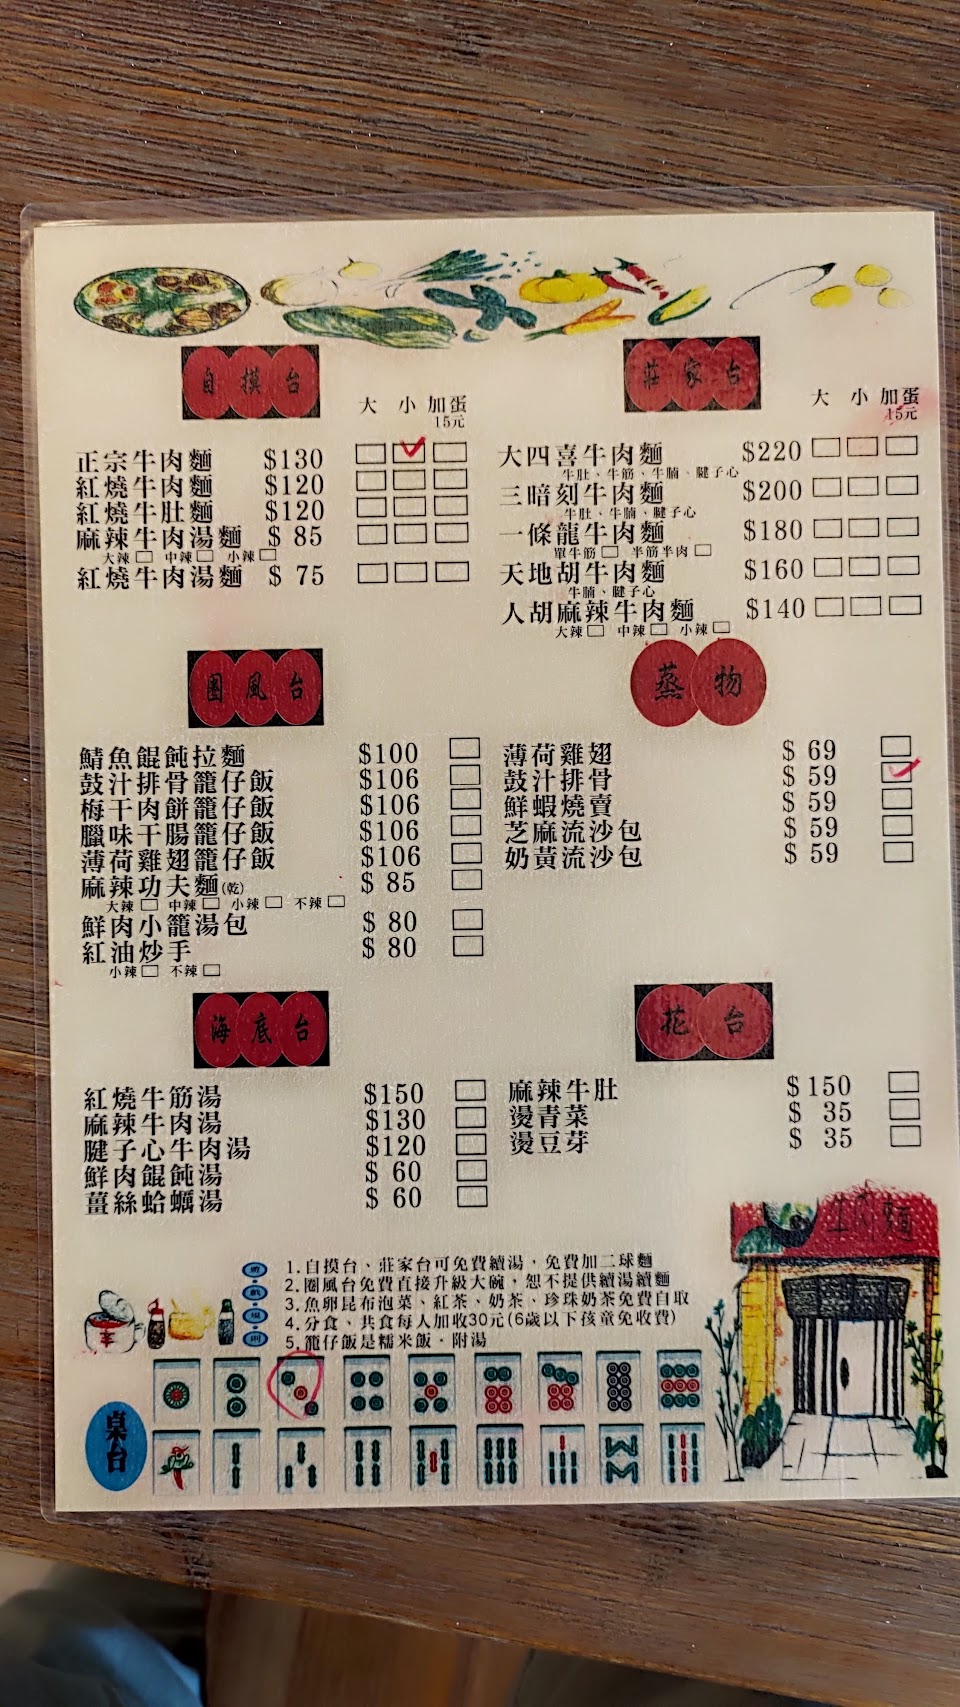 自摸台
大 小 加蛋
15元
正宗牛肉麵 $130
紅燒牛肉麵 $120
紅燒牛肚麵 $120
麻辣牛肉湯麵 $ 85
大辣 中辣 小辣
紅燒牛肉湯麵 $ 75
莊家台
大 小 加蛋
15元
大四喜牛肉麵 $220
牛肚、牛筋、牛腩、腱子心
三暗刻牛肉麵 $200
牛肚、牛腩、腱子心
一條龍牛肉麵 $180
單牛筋 半筋半肉
天地胡牛肉麵 $160
牛腩、腱子心
人胡麻辣牛肉麵 $140
大辣 中辣 小辣
圈風台
鯖魚餛飩拉麵 $100
鼓汁排骨籠仔飯 $106
梅干肉餅籠仔飯 $106
臘味干腸籠仔飯 $106
薄荷雞翅籠仔飯 $106
麻辣功夫麵(乾) $ 85
大辣 中辣 小辣 不辣
鮮肉小籠湯包 $ 80
紅油炒手 $ 80
小辣 不辣
蒸物
薄荷雞翅 $ 69
鼓汁排骨 $ 59
鮮蝦燒賣 $ 59
芝麻流沙包 $ 59
奶黃流沙包 $ 59
海底台
紅燒牛筋湯 $150
麻辣牛肉湯 $130
腱子心牛肉湯 $120
鮮肉餛飩湯 $ 60
薑絲蛤蠣湯 $ 60
花台
麻辣牛肚 $150
燙青菜 $ 35
燙豆芽 $ 35
遊戲規則
1.自摸台、莊家台可免費續湯，免費加二球麵
2.圈風台免費直接升級大碗，恕不提供續湯續麵
3.魚卵昆布泡菜、紅茶、奶茶、珍珠奶茶免費自取
4.分食、共食每人加收30元(6歲以下孩童免收費)
5.籠仔飯是糯米飯．附湯
桌台
牛肉麵